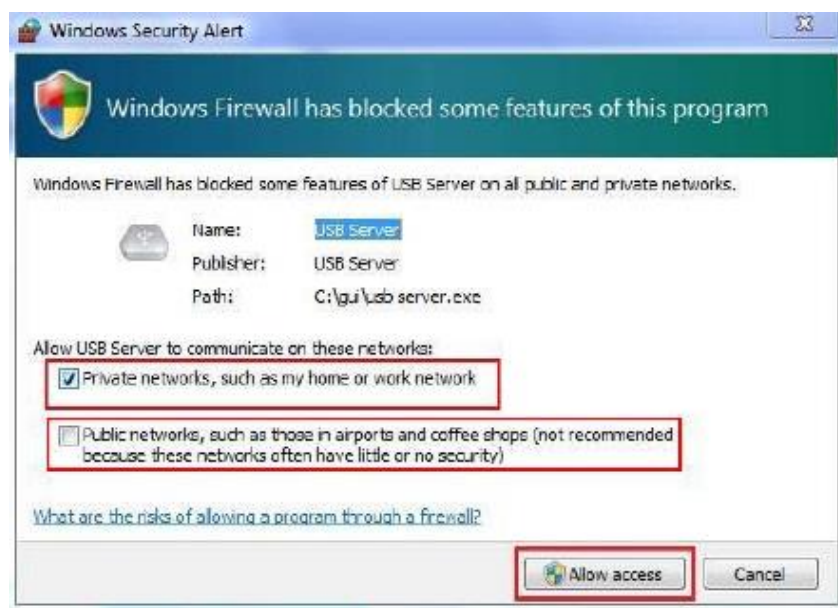 Windows Security Alert
Windows Firewall has blocked some features of this program
Windows Firewall has blocked some features of USB Server on all public and private networks.
Name: USB Server
Publisher: USB Server
Path: C:\gui\usb server.exe
Allow USB Server to communicate on these networks:
Private networks, such as my home or work network
Public networks, such as those in airports and coffee shops (not recommended
because these networks often have little or no security)
What are the risks of allowing a program through a firewall?
Allow access Cancel